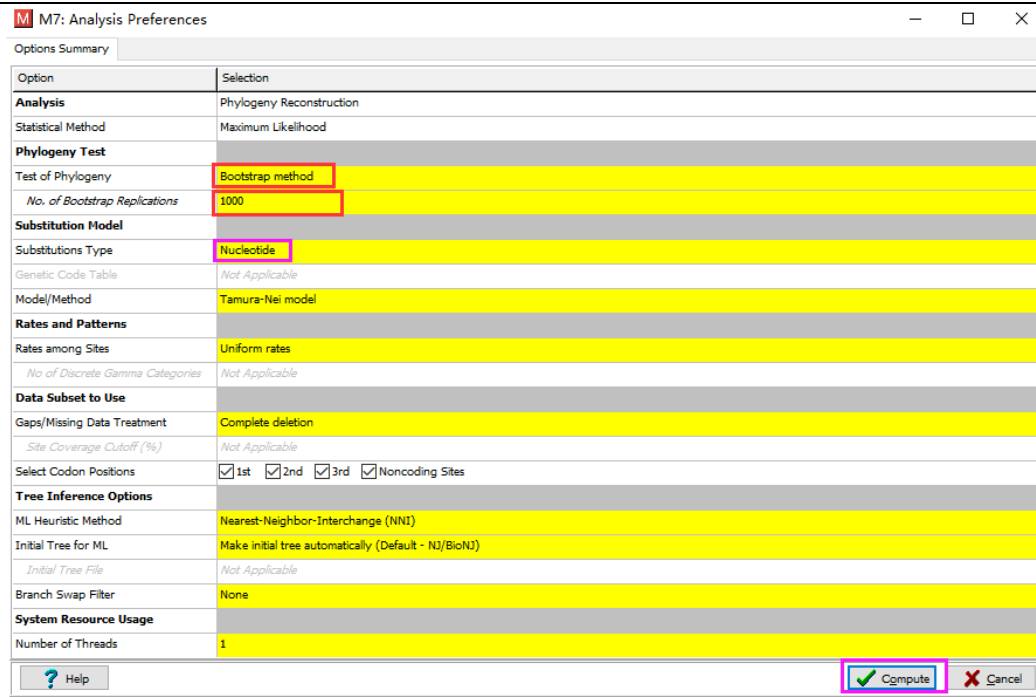 M M7: Analysis Preferences
Options Summary
Option Selection
Analysis Phylogeny Reconstruction
Statistical Method Maximum Likelihood
Phylogeny Test
Test of Phylogeny Bootstrap method
No. of Bootstrap Replications 1000
Substitution Model
Substitutions Type Nucleotide
Genetic Code Table Not Applicable
Model/Method Tamura-Nei model
Rates and Patterns
Rates among Sites Uniform rates
No of Discrete Gamma Categories Not Applicable
Data Subset to Use
Gaps/Missing Data Treatment Complete deletion
Site Coverage Cutoff (%) Not Applicable
Select Codon Positions 1st 2nd 3rd Noncoding Sites
Tree Inference Options
ML Heuristic Method Nearest-Neighbor-Interchange (NNI)
Initial Tree for ML Make initial tree automatically (Default - NJ/BioNJ)
Initial Tree File Not Applicable
Branch Swap Filter None
System Resource Usage
Number of Threads 1
? Help Compute Cancel